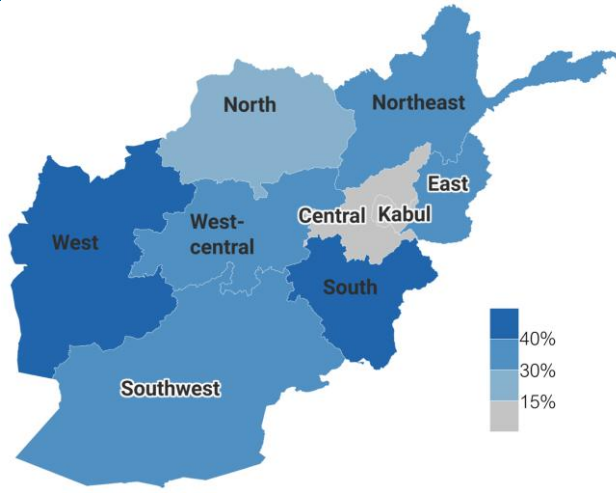 North
Northeast
East
Central
Kabul
West-
central
West
South
Southwest
40%
30%
15%